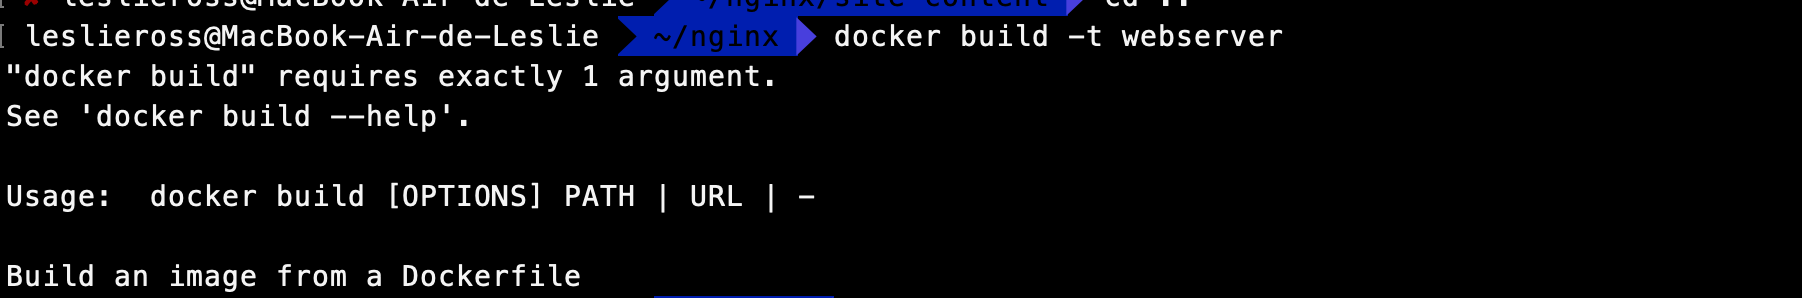 leslieross@MacBook-Air-de-Leslie ~/nginx/site-content cd ..
leslieross@MacBook-Air-de-Leslie ~/nginx docker build -t webserver
"docker build" requires exactly 1 argument.
See 'docker build --help'.
Usage:  docker build [OPTIONS] PATH | URL | -
Build an image from a Dockerfile